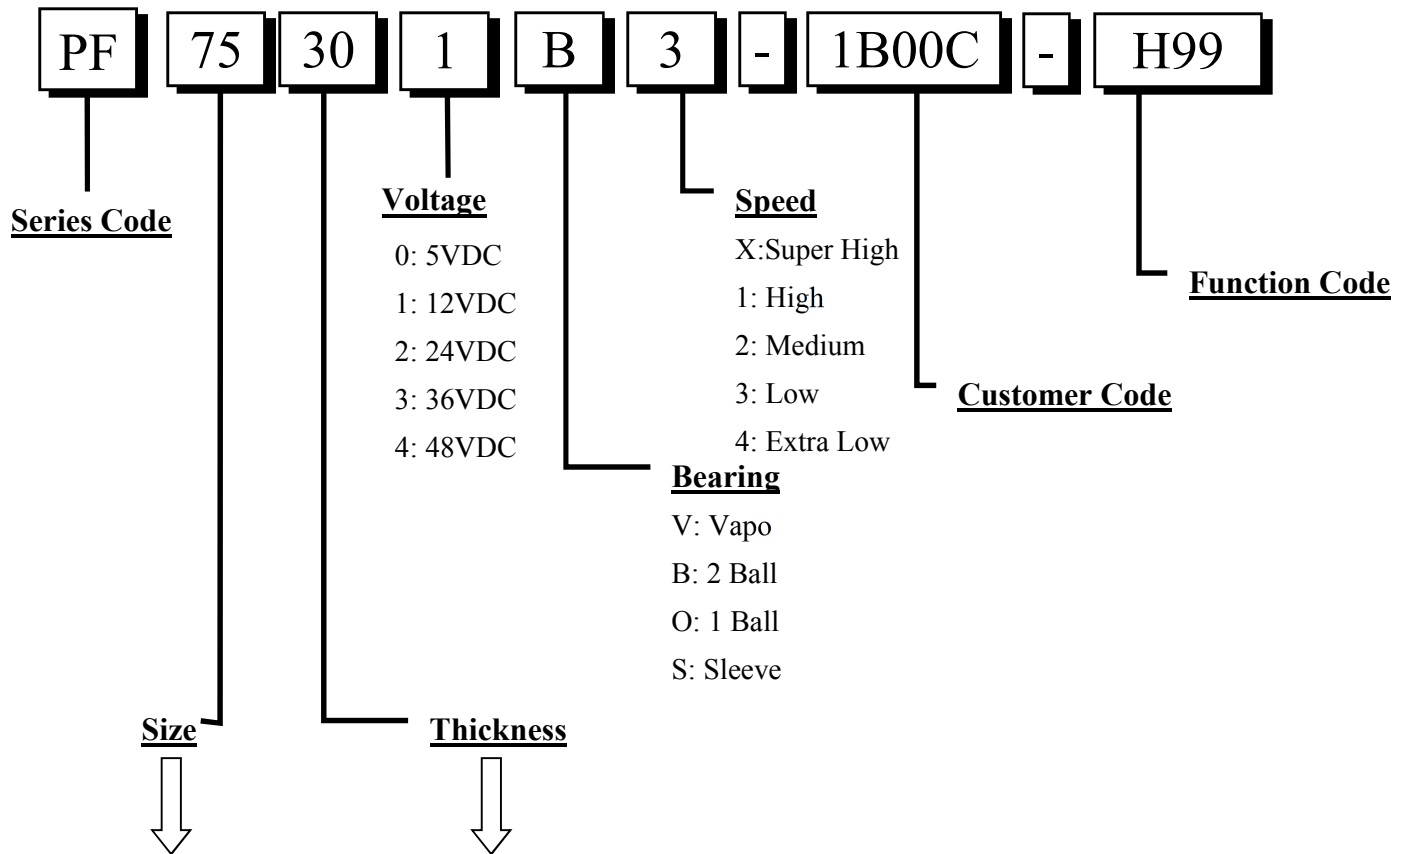 PF 75 30 1 B 3 - 1B00C - H99
Series Code
Voltage
0: 5VDC
1: 12VDC
2: 24VDC
3: 36VDC
4: 48VDC
Speed
X:Super High
1: High
2: Medium
3: Low
4: Extra Low
Function Code
Customer Code
Bearing
V: Vapo
B: 2 Ball
O: 1 Ball
S: Sleeve
Size
Thickness